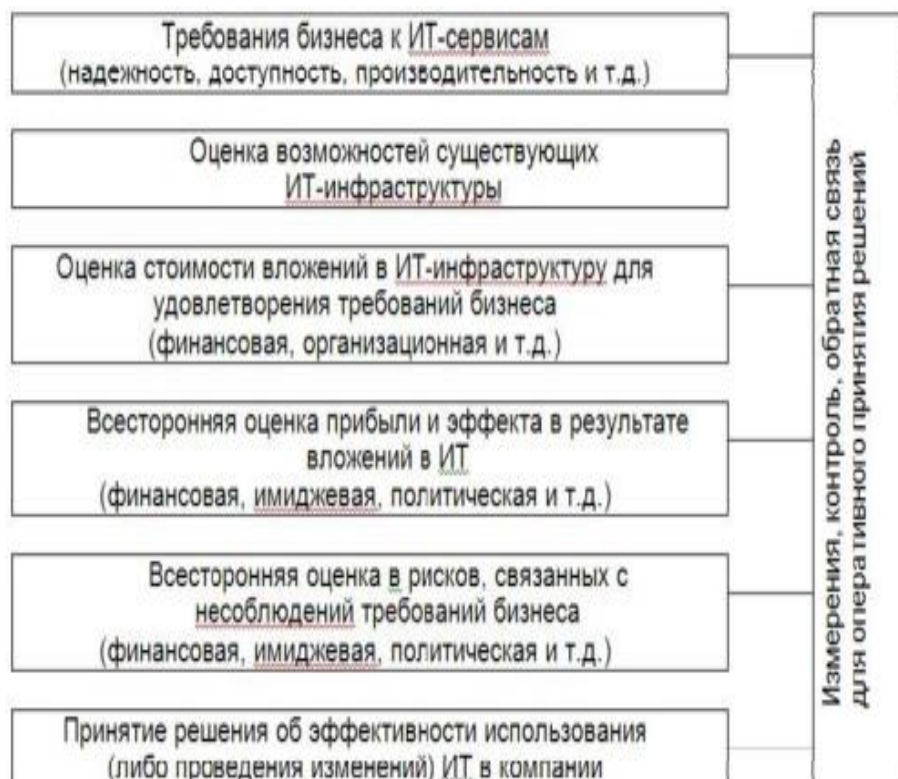 Требования бизнеса к ИТ-сервисам
(надежность, доступность, производительность и т.д.)
Оценка возможностей существующих
ИТ-инфраструктуры
Оценка стоимости вложений в ИТ-инфраструктуру для
удовлетворения требований бизнеса
(финансовая, организационная и т.д.)
Всесторонняя оценка прибыли и эффекта в результате
вложений в ИТ
(финансовая, имиджевая, политическая и т.д.)
Всесторонняя оценка в рисков, связанных с
несоблюдений требований бизнеса
(финансовая, имиджевая, политическая и т.д.)
Принятие решения об эффективности использования
(либо проведения изменений) ИТ в компании
Измерения, контроль, обратная связь
для оперативного принятия решений